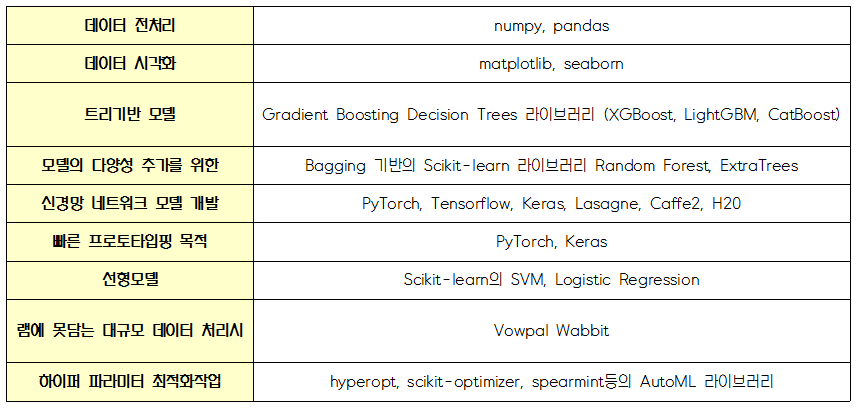 데이터 전처리
numpy, pandas
데이터 시각화
matplotlib, seaborn
트리기반 모델
Gradient Boosting Decision Trees 라이브러리 (XGBoost, LightGBM, CatBoost)
모델의 다양성 추가를 위한
Bagging 기반의 Scikit-learn 라이브러리 Random Forest, ExtraTrees
신경망 네트워크 모델 개발
PyTorch, Tensorflow, Keras, Lasagne, Caffe2, H20
빠른 프로토타입핑 목적
PyTorch, Keras
선형모델
Scikit-learn의 SVM, Logistic Regression
램에 못담는 대규모 데이터 처리시
Vowpal Wabbit
하이퍼 파라미터 최적화작업
hyperopt, scikit-optimizer, spearmint등의 AutoML 라이브러리